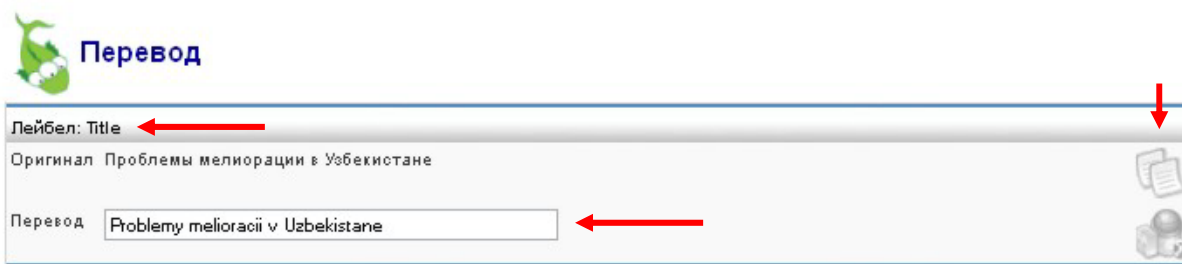 Перевод
Лейбел: Title
Оригинал Проблемы мелиорации в Узбекистане
Перевод Problemy melioracii v Uzbekistane